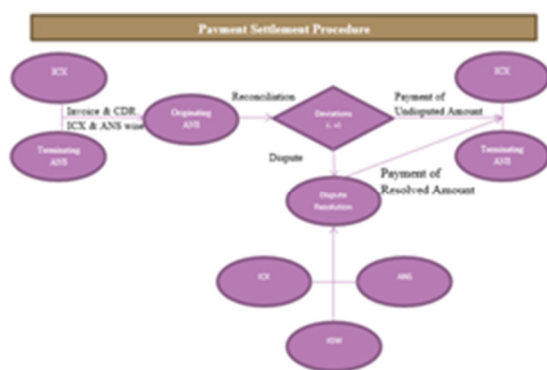 Payment Settlement Procedure
ICX
Invoice & CDR
ICX & ANS wise
Terminating
ANS
Originating
ANS
Reconciliation
Deviations
Payment of
Undisputed Amount
ICX
Terminating
ANS
Dispute
Payment of
Resolved Amount
Dispute
Resolution
ICX
ANS
IGW